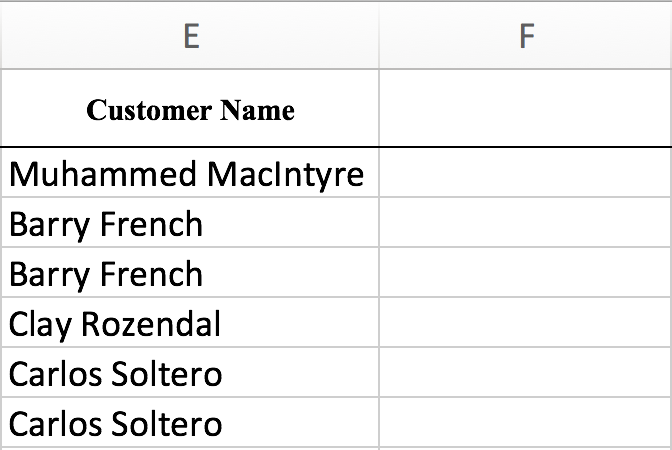 E F
Customer Name
Muhammed MacIntyre
Barry French
Barry French
Clay Rozendal
Carlos Soltero
Carlos Soltero